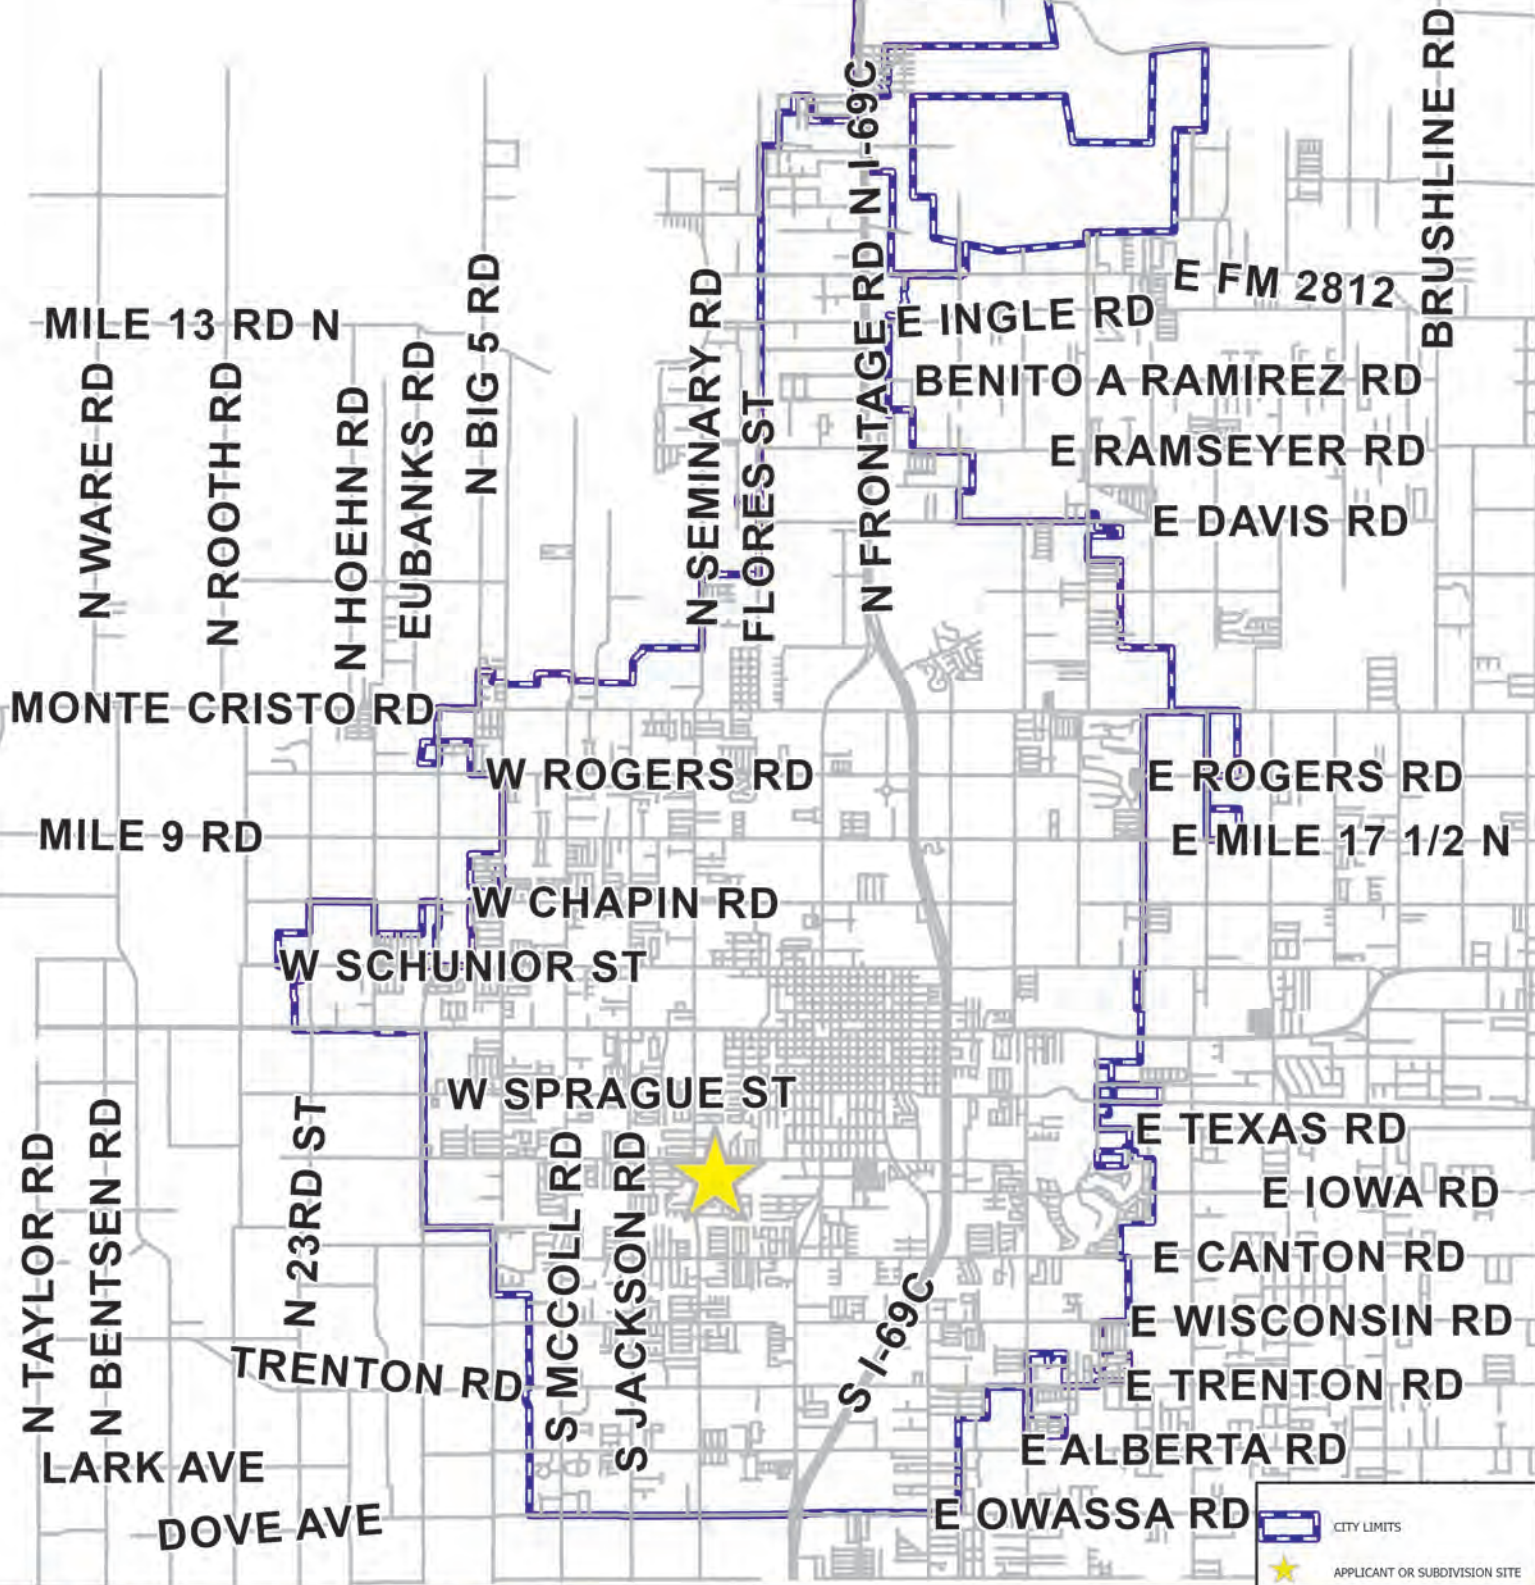 BRUSHLINE RD
N I-69C
E FM 2812
N BIG 5 RD
N SEMINARY RD
N FRONTAGE RD
E INGLE RD
MILE 13 RD N
BENITO A RAMIREZ RD
N WARE RD
N ROOTH RD
N HOEHN RD
EUBANKS RD
FLORES ST
E RAMSEYER RD
E DAVIS RD
MONTE CRISTO RD
W ROGERS RD
E ROGERS RD
MILE 9 RD
E MILE 17 1/2 N
W CHAPIN RD
W SCHUNIOR ST
W SPRAGUE ST
E TEXAS RD
N TAYLOR RD
N BENTSEN RD
N 23RD ST
S MCCOLL RD
S JACKSON RD
E IOWA RD
E CANTON RD
S I-69C
E WISCONSIN RD
TRENTON RD
E TRENTON RD
E ALBERTA RD
LARK AVE
DOVE AVE
E OWASSA RD
CITY LIMITS
APPLICANT OR SUBDIVISION SITE